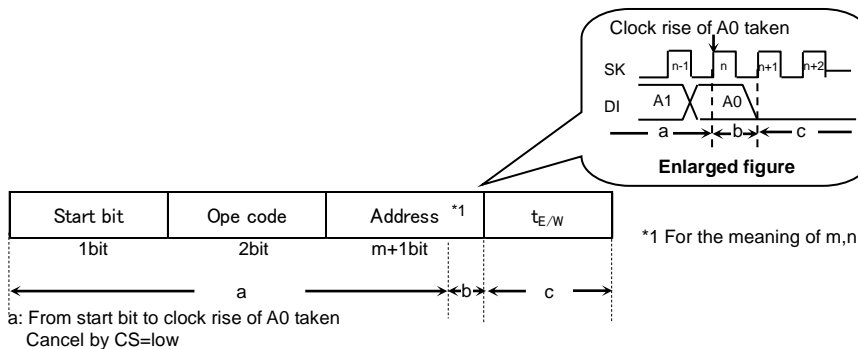 Clock rise of A0 taken
SK n-1 n n+1 n+2
DI A1 A0
a b c
Enlarged figure
Start bit Ope code Address *1 tE/W
1bit 2bit m+1bit
*1 For the meaning of m,n
a b c
a: From start bit to clock rise of A0 taken
Cancel by CS=low